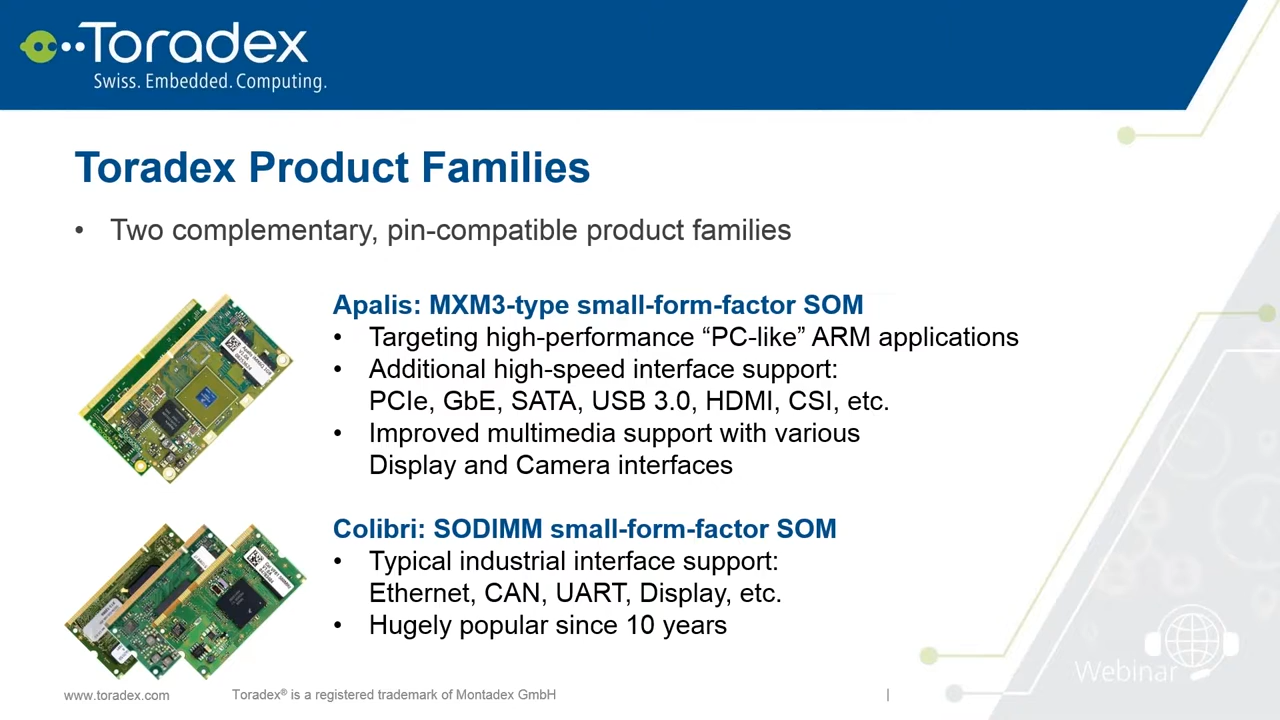 Toradex
Swiss. Embedded. Computing.
Toradex Product Families
• Two complementary, pin-compatible product families
Apalis: MXM3-type small-form-factor SOM
• Targeting high-performance “PC-like” ARM applications
• Additional high-speed interface support:
PCIe, GbE, SATA, USB 3.0, HDMI, CSI, etc.
• Improved multimedia support with various
Display and Camera interfaces
Colibri: SODIMM small-form-factor SOM
• Typical industrial interface support:
Ethernet, CAN, UART, Display, etc.
• Hugely popular since 10 years
Webinar
www.toradex.com
Toradex® is a registered trademark of Montadex GmbH
|